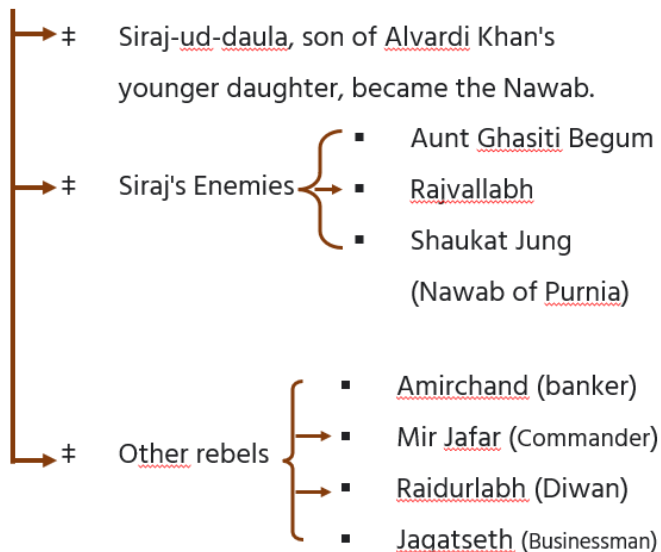 ‡ Siraj-ud-daula, son of Alvardi Khan's
younger daughter, became the Nawab.
▪ Aunt Ghasiti Begum
‡ Siraj's Enemies ▪ Rajvallabh
▪ Shaukat Jung
(Nawab of Purnia)
▪ Amirchand (banker)
▪ Mir Jafar (Commander)
‡ Other rebels
▪ Raidurlabh (Diwan)
▪ Jagatseth (Businessman)